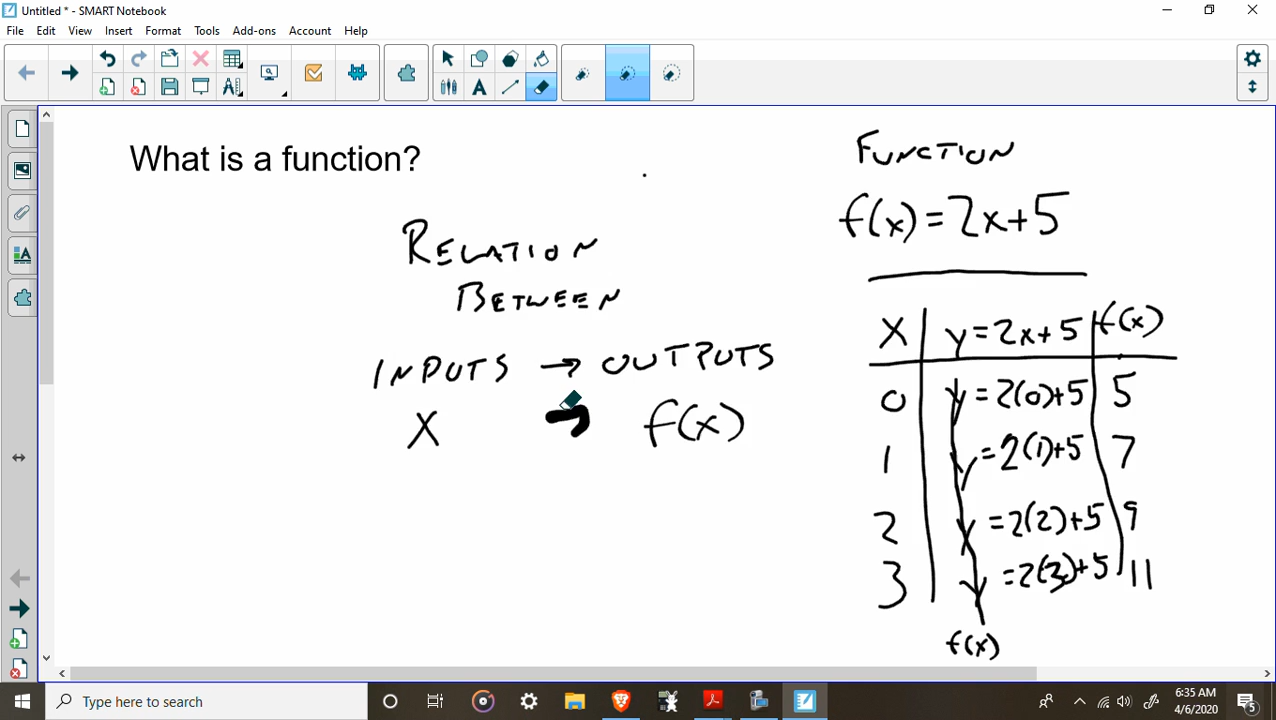 Untitled * - SMART Notebook
File Edit View Insert Format Tools Add-ons Account Help
What is a function?
RELATION
BETWEEN
INPUTS → OUTPUTS
X → f(x)
FUNCTION
f(x) = 2x+5
X y = 2x+5 f(x)
0 y = 2(0)+5 5
1 y = 2(1)+5 7
2 y = 2(2)+5 9
3 y = 2(3)+5 11
f(x)
Type here to search
6:35 AM
4/6/2020
5